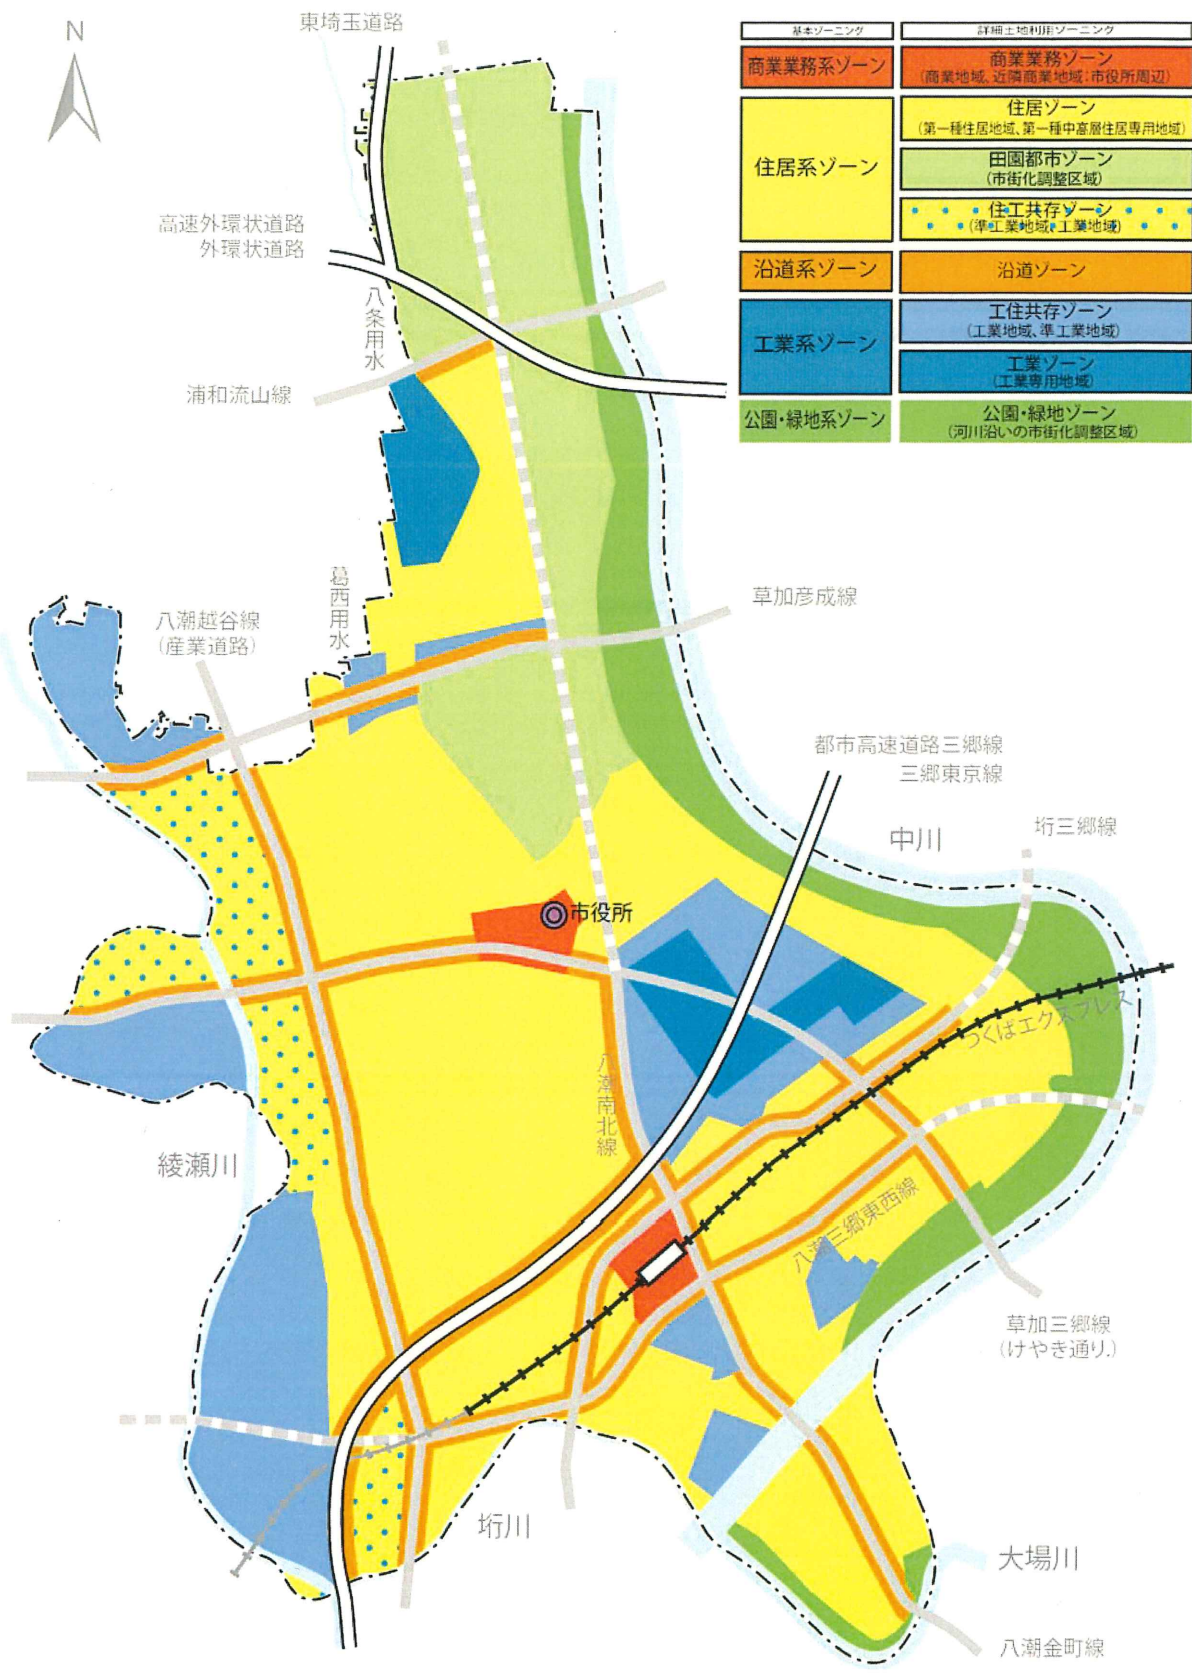 N
東埼玉道路
基本ゾーニング
詳細土地利用ゾーニング
商業業務系ゾーン
商業業務ゾーン
(商業地域、近隣商業地域:市役所周辺)
住居系ゾーン
住居ゾーン
(第一種住居地域、第一種中高層住居専用地域)
田園都市ゾーン
(市街化調整区域)
住工共存ゾーン
(準工業地域、工業地域)
沿道系ゾーン
沿道ゾーン
工業系ゾーン
工住共存ゾーン
(工業地域、準工業地域)
工業ゾーン
(工業専用地域)
公園・緑地系ゾーン
公園・緑地ゾーン
(河川沿いの市街化調整区域)
高速外環状道路
外環状道路
八条用水
浦和流山線
葛西用水
草加彦成線
八潮越谷線
(産業道路)
都市高速道路三郷線
三郷東京線
中川
垳三郷線
市役所
つくばエクスプレス
八潮南北線
綾瀬川
八潮三郷東西線
草加三郷線
(けやき通り)
垳川
大場川
八潮金町線